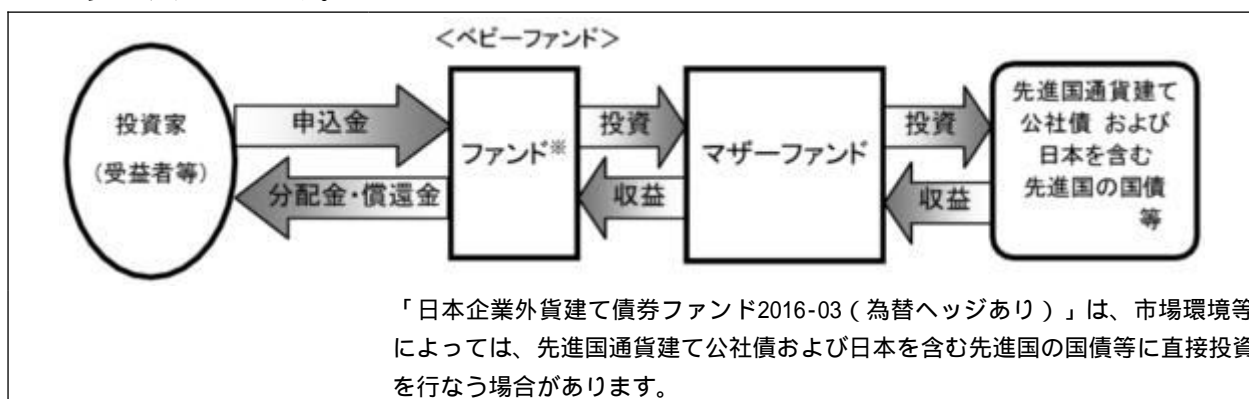 <ベビーファンド>
投資家
(受益者等)
申込金
分配金・償還金
ファンド※
投資
収益
マザーファンド
投資
収益
先進国通貨建て
公社債 および
日本を含む
先進国の国債
等
「日本企業外貨建て債券ファンド2016-03(為替ヘッジあり)」は、市場環境等
によっては、先進国通貨建て公社債および日本を含む先進国の国債等に直接投資
を行なう場合があります。